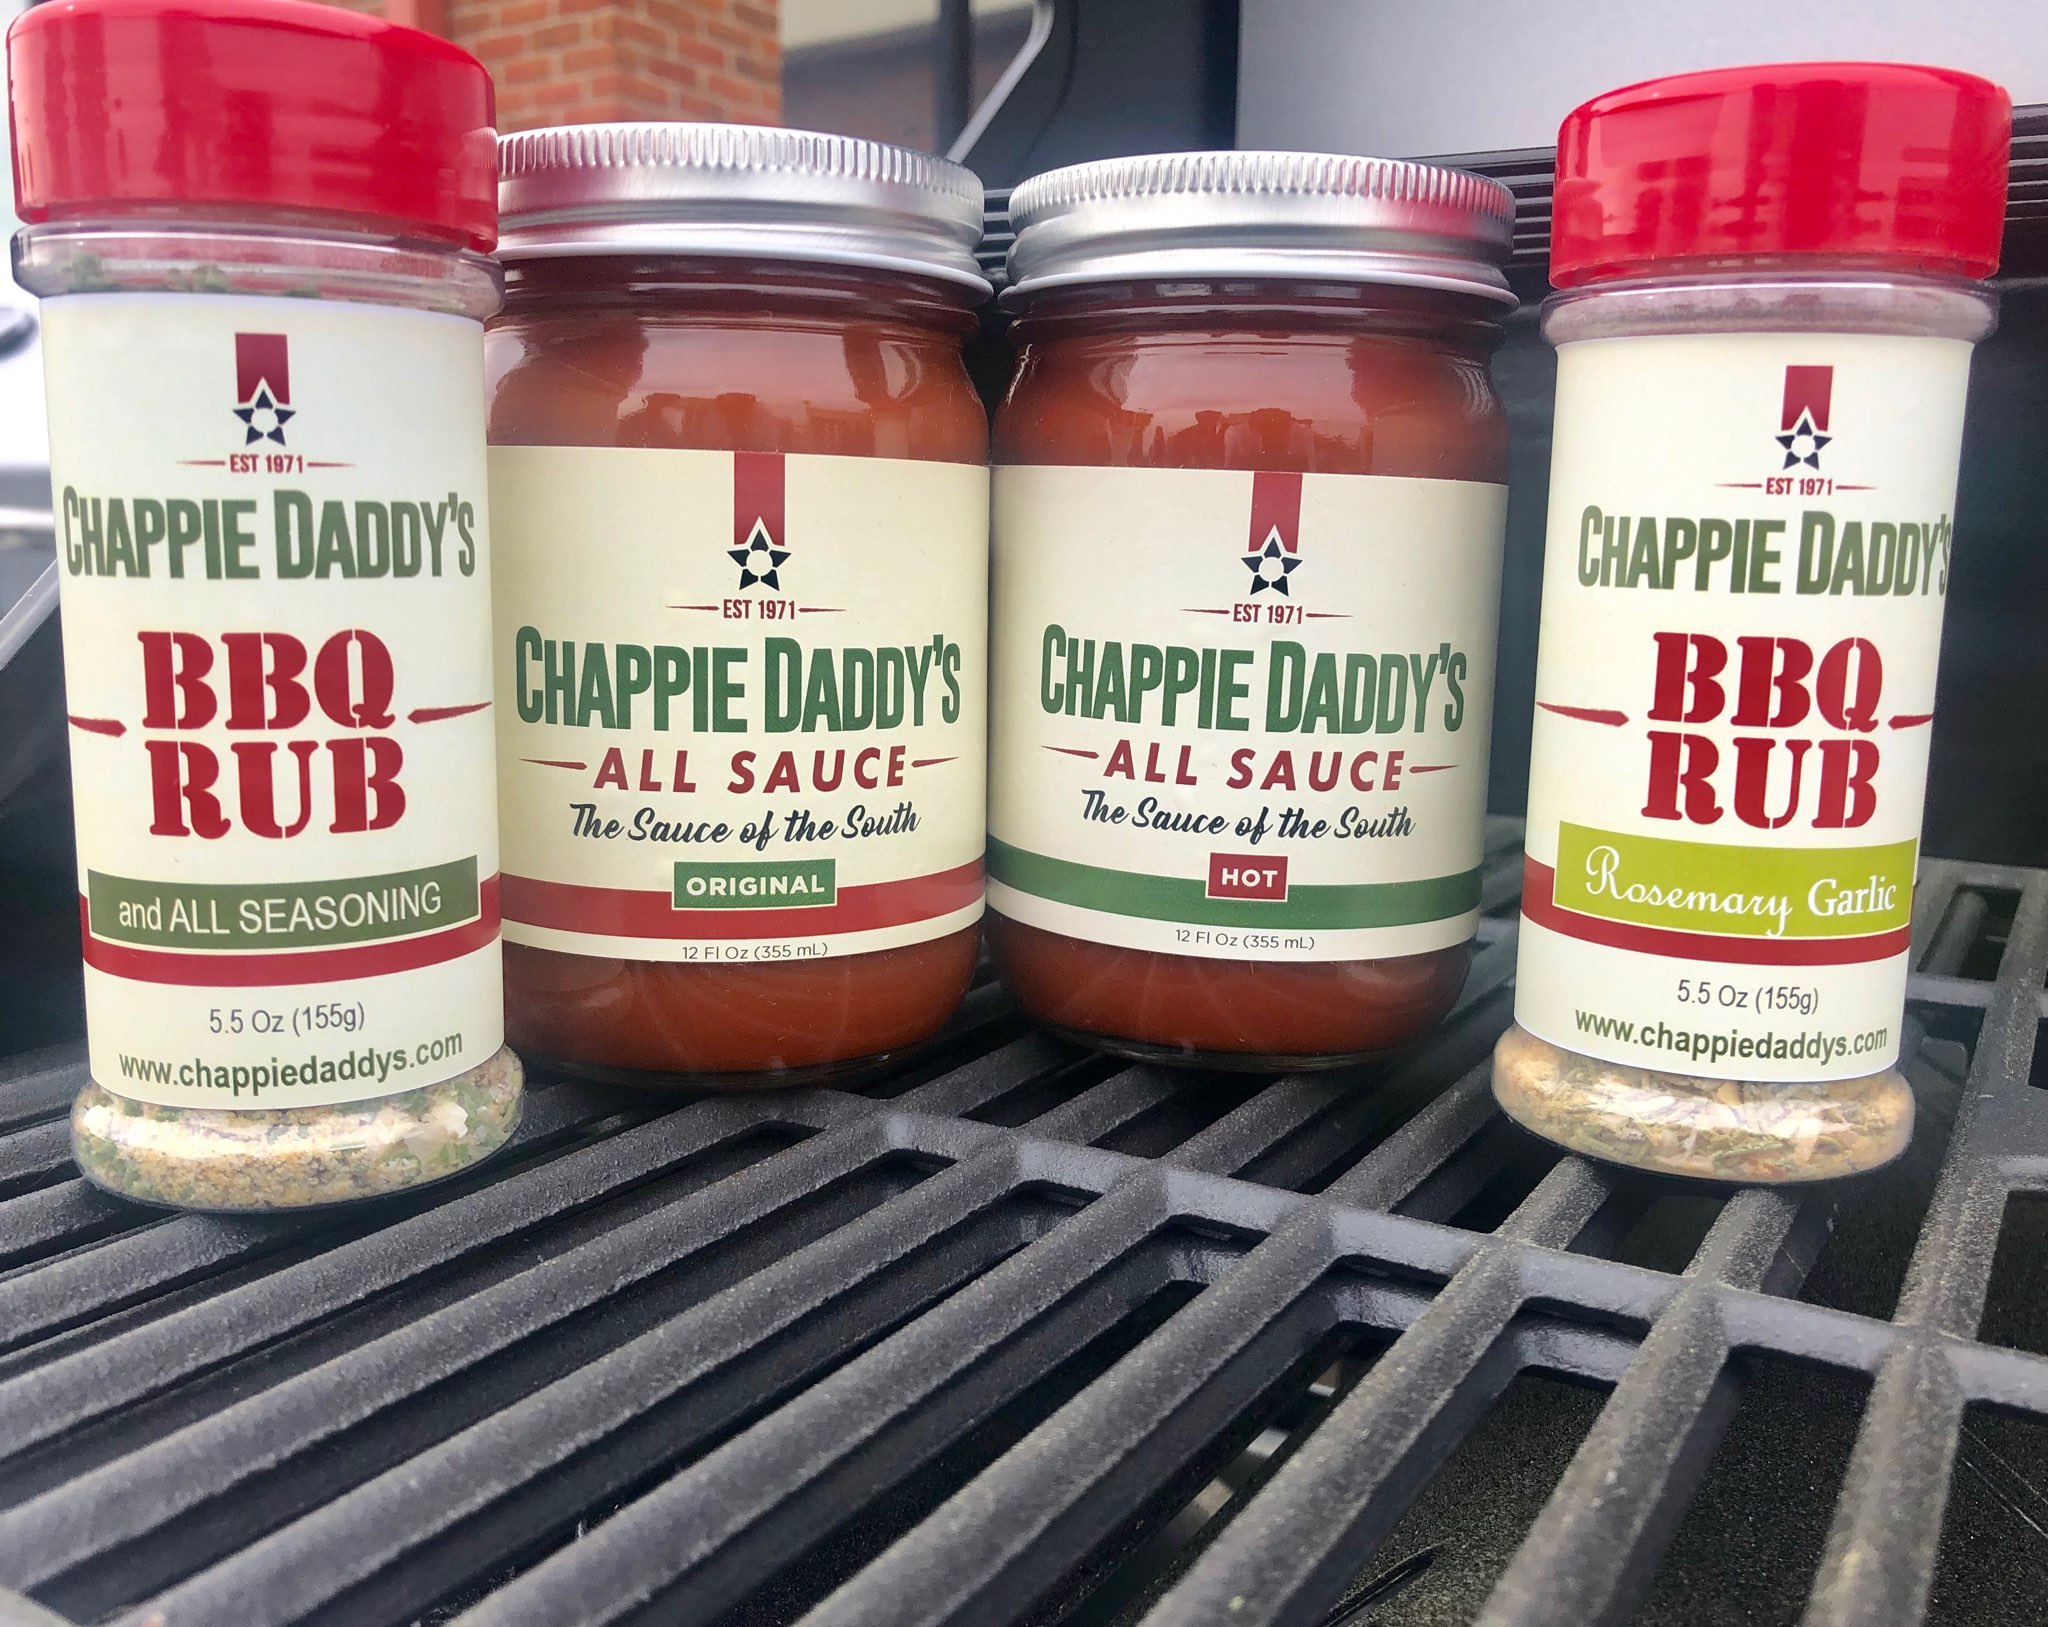 EST 1971
CHAPPIE DADDY'S
BBQ
RUB
and ALL SEASONING
5.5 Oz (155g)
www.chappiedaddys.com
EST 1971
CHAPPIE DADDY'S
ALL SAUCE
The Sauce of the South
ORIGINAL
12 Fl Oz (355 mL)
EST 1971
CHAPPIE DADDY'S
ALL SAUCE
The Sauce of the South
HOT
12 Fl Oz (355 mL)
EST 1971
CHAPPIE DADDY'S
BBQ
RUB
Rosemary Garlic
5.5 Oz (155g)
www.chappiedaddys.com